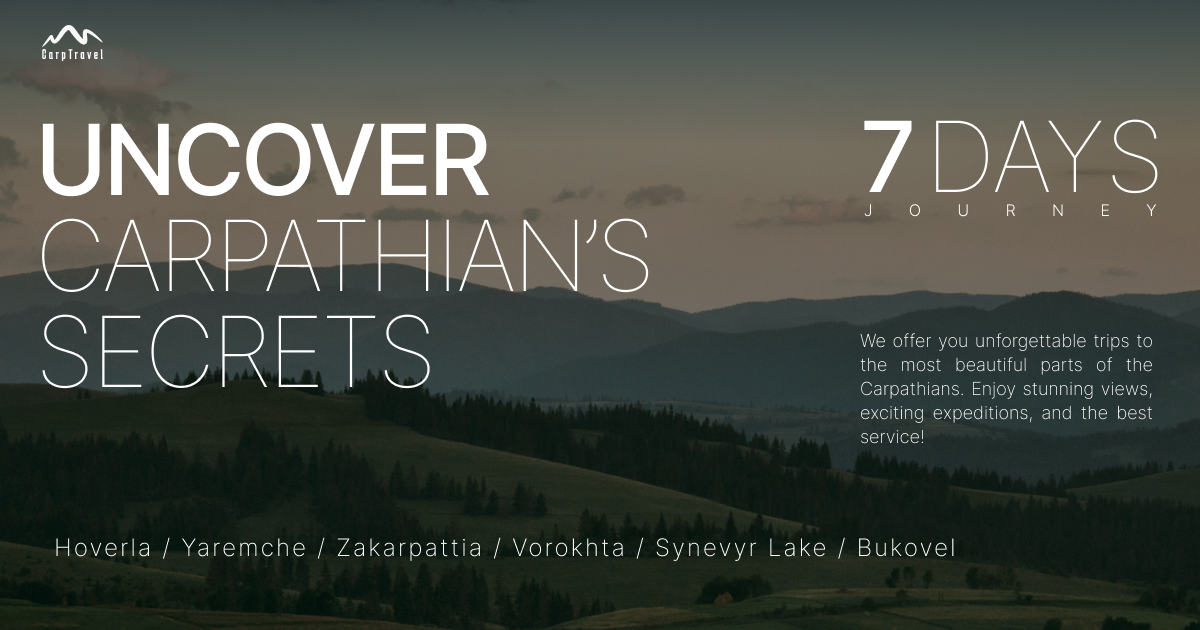 CarpTravel
UNCOVER
CARPATHIAN’S
SECRETS
7 DAYS
JOURNEY
We offer you unforgettable trips to
the most beautiful parts of the
Carpathians. Enjoy stunning views,
exciting expeditions, and the best
service!
Hoverla / Yaremche / Zakarpattia / Vorokhta / Synevyr Lake / Bukovel